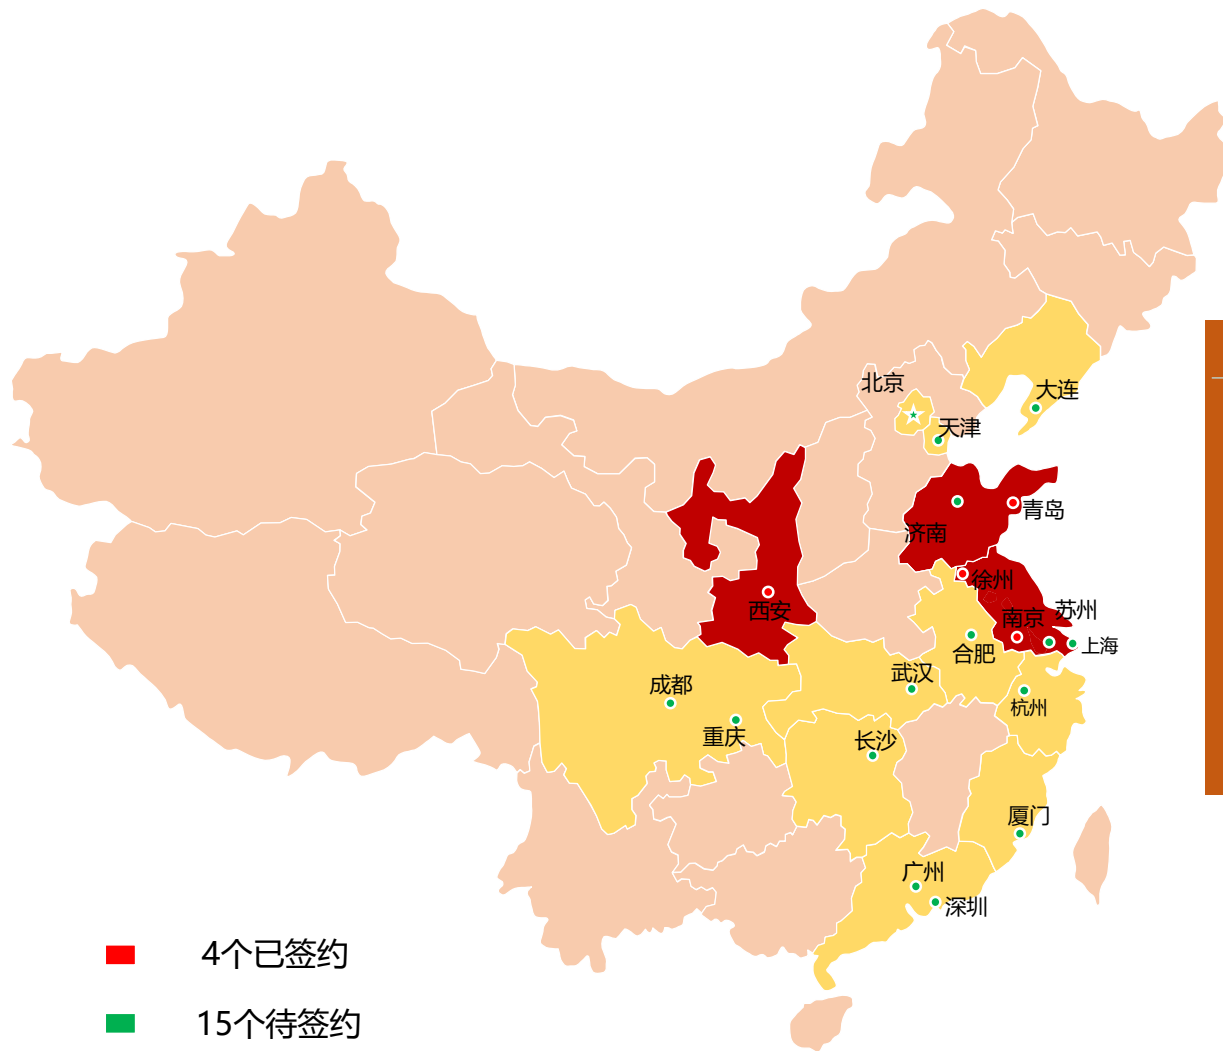 北京
大连
天津
青岛
济南
徐州
西安
苏州
南京
上海
合肥
武汉
成都
杭州
重庆
长沙
厦门
广州
深圳
4个已签约
15个待签约